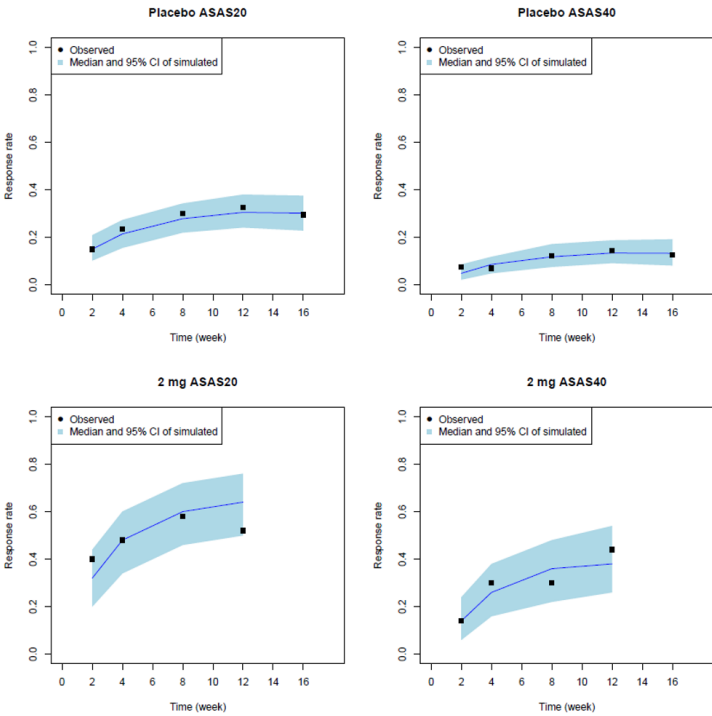 Placebo ASAS20
Observed
Median and 95% CI of simulated
Response rate
1.0
0.8
0.6
0.4
0.2
0.0
0 2 4 6 8 10 12 14 16
Time (week)
Placebo ASAS40
Observed
Median and 95% CI of simulated
Response rate
1.0
0.8
0.6
0.4
0.2
0.0
0 2 4 6 8 10 12 14 16
Time (week)
2 mg ASAS20
Observed
Median and 95% CI of simulated
Response rate
1.0
0.8
0.6
0.4
0.2
0.0
0 2 4 6 8 10 12 14 16
Time (week)
2 mg ASAS40
Observed
Median and 95% CI of simulated
Response rate
1.0
0.8
0.6
0.4
0.2
0.0
0 2 4 6 8 10 12 14 16
Time (week)